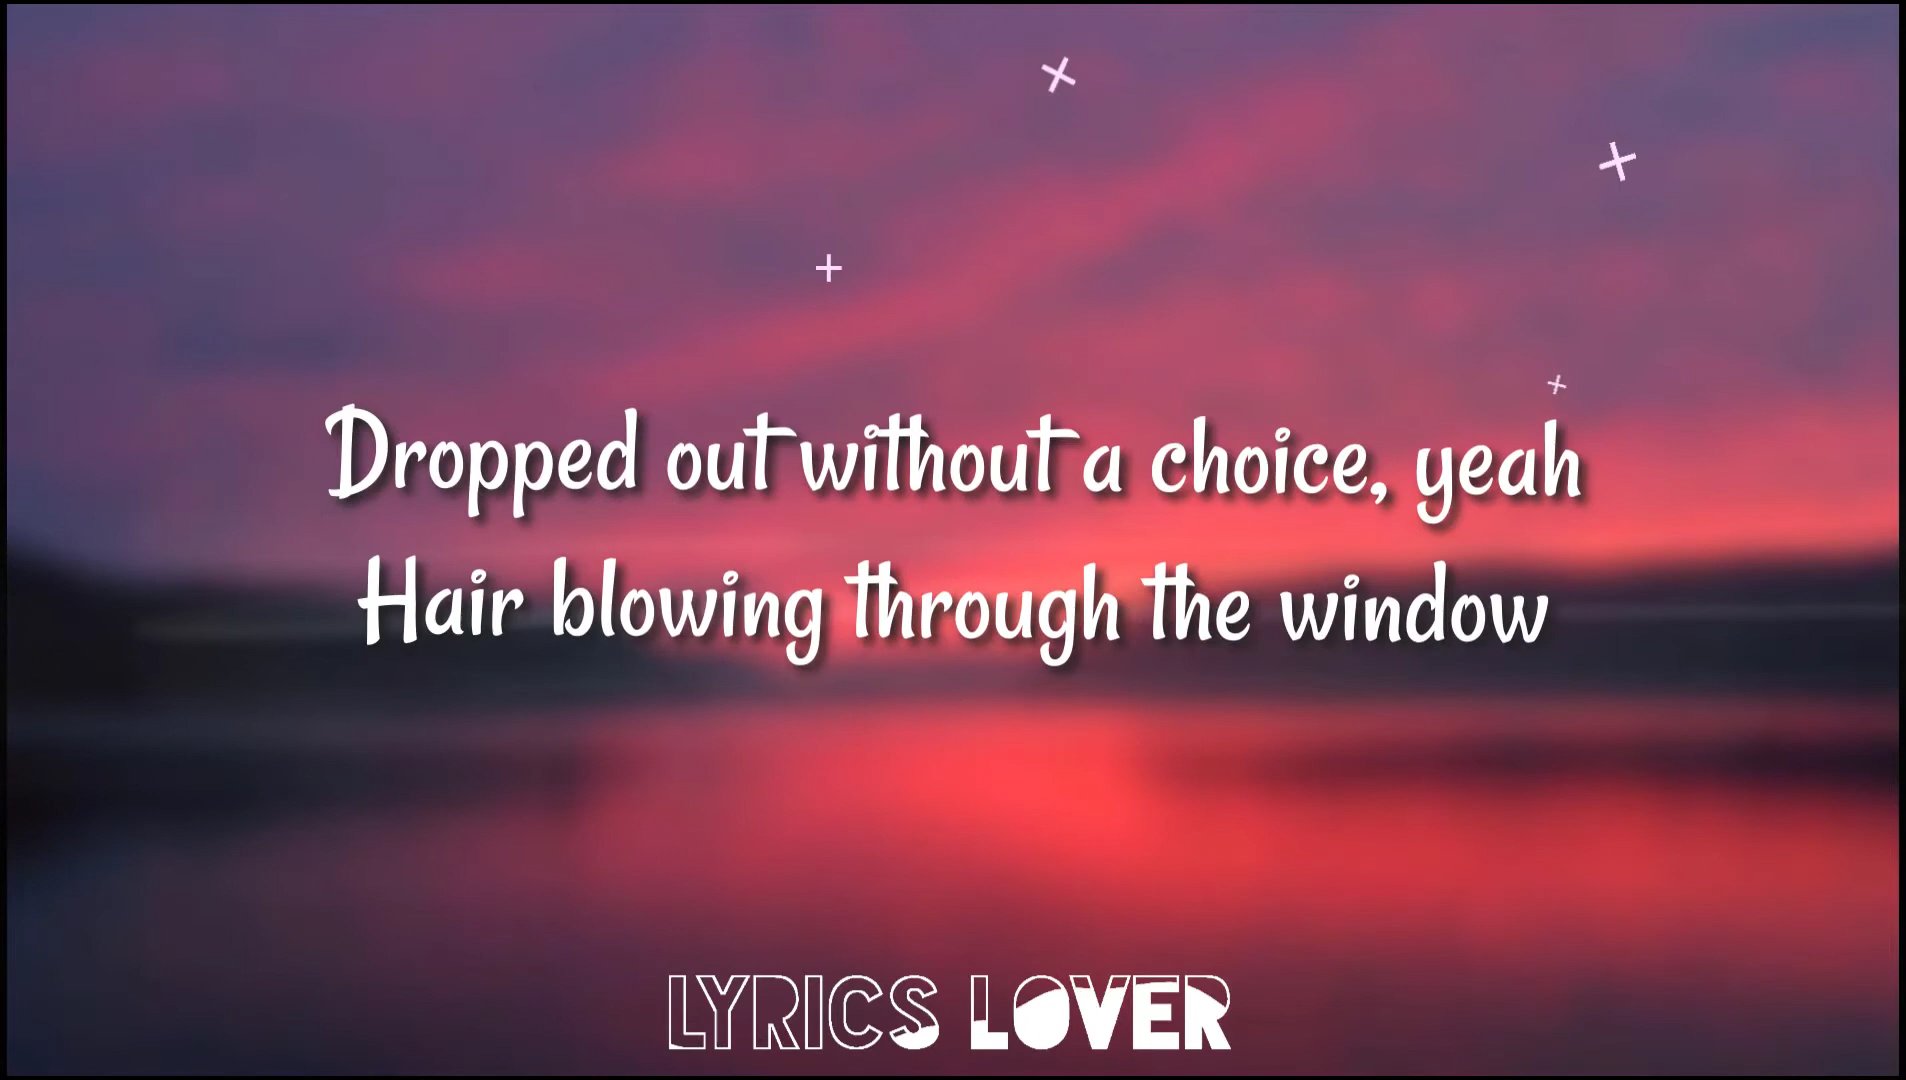 Dropped out without a choice, yeah
Hair blowing through the window
LYRICS LOVER